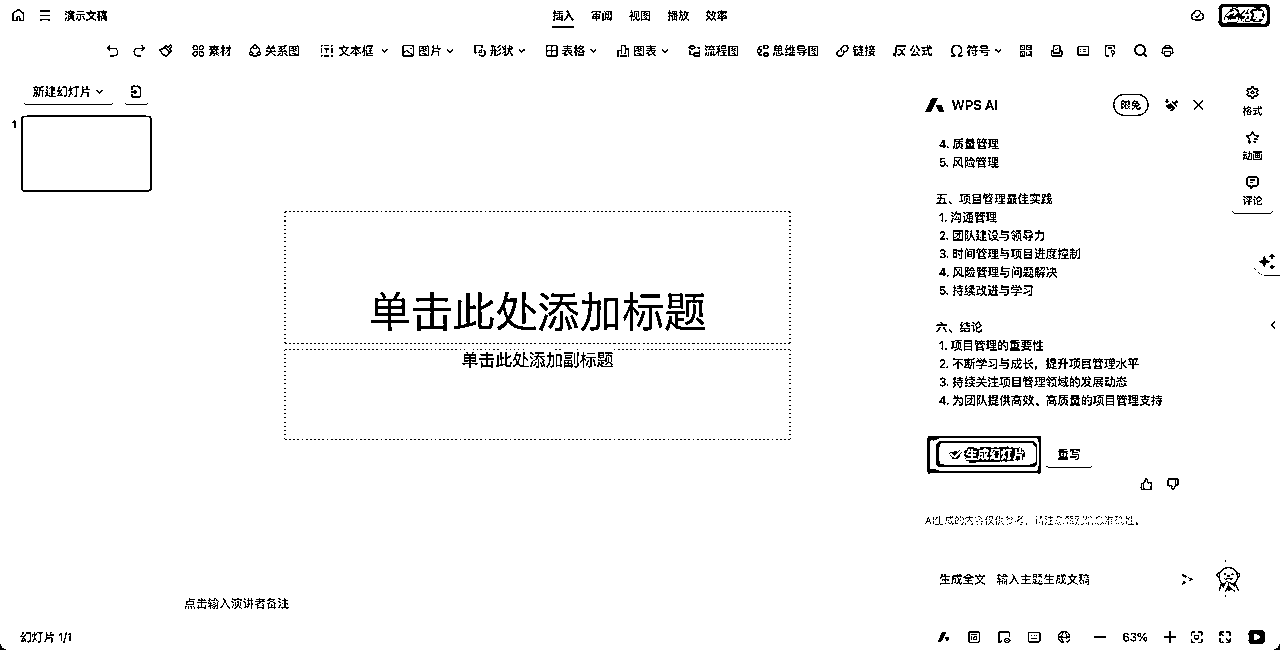 演示文稿
插入 审阅 视图 播放 效率
素材 关系图 文本框 图片 形状 表格 图表 流程图 思维导图 链接 公式 符号
新建幻灯片
1
单击此处添加标题
单击此处添加副标题
点击输入演讲者备注
幻灯片 1/1
WPS AI
限免
4. 质量管理
5. 风险管理
五、项目管理最佳实践
1. 沟通管理
2. 团队建设与领导力
3. 时间管理与项目进度控制
4. 风险管理与问题解决
5. 持续改进与学习
六、结论
1. 项目管理的重要性
2. 不断学习与成长，提升项目管理水平
3. 持续关注项目管理领域的发展动态
4. 为团队提供高效、高质量的项目管理支持
生成幻灯片 重写
AI生成的内容仅供参考，请注意
生成全文 输入主题生成文稿
63%
格式
动画
评论